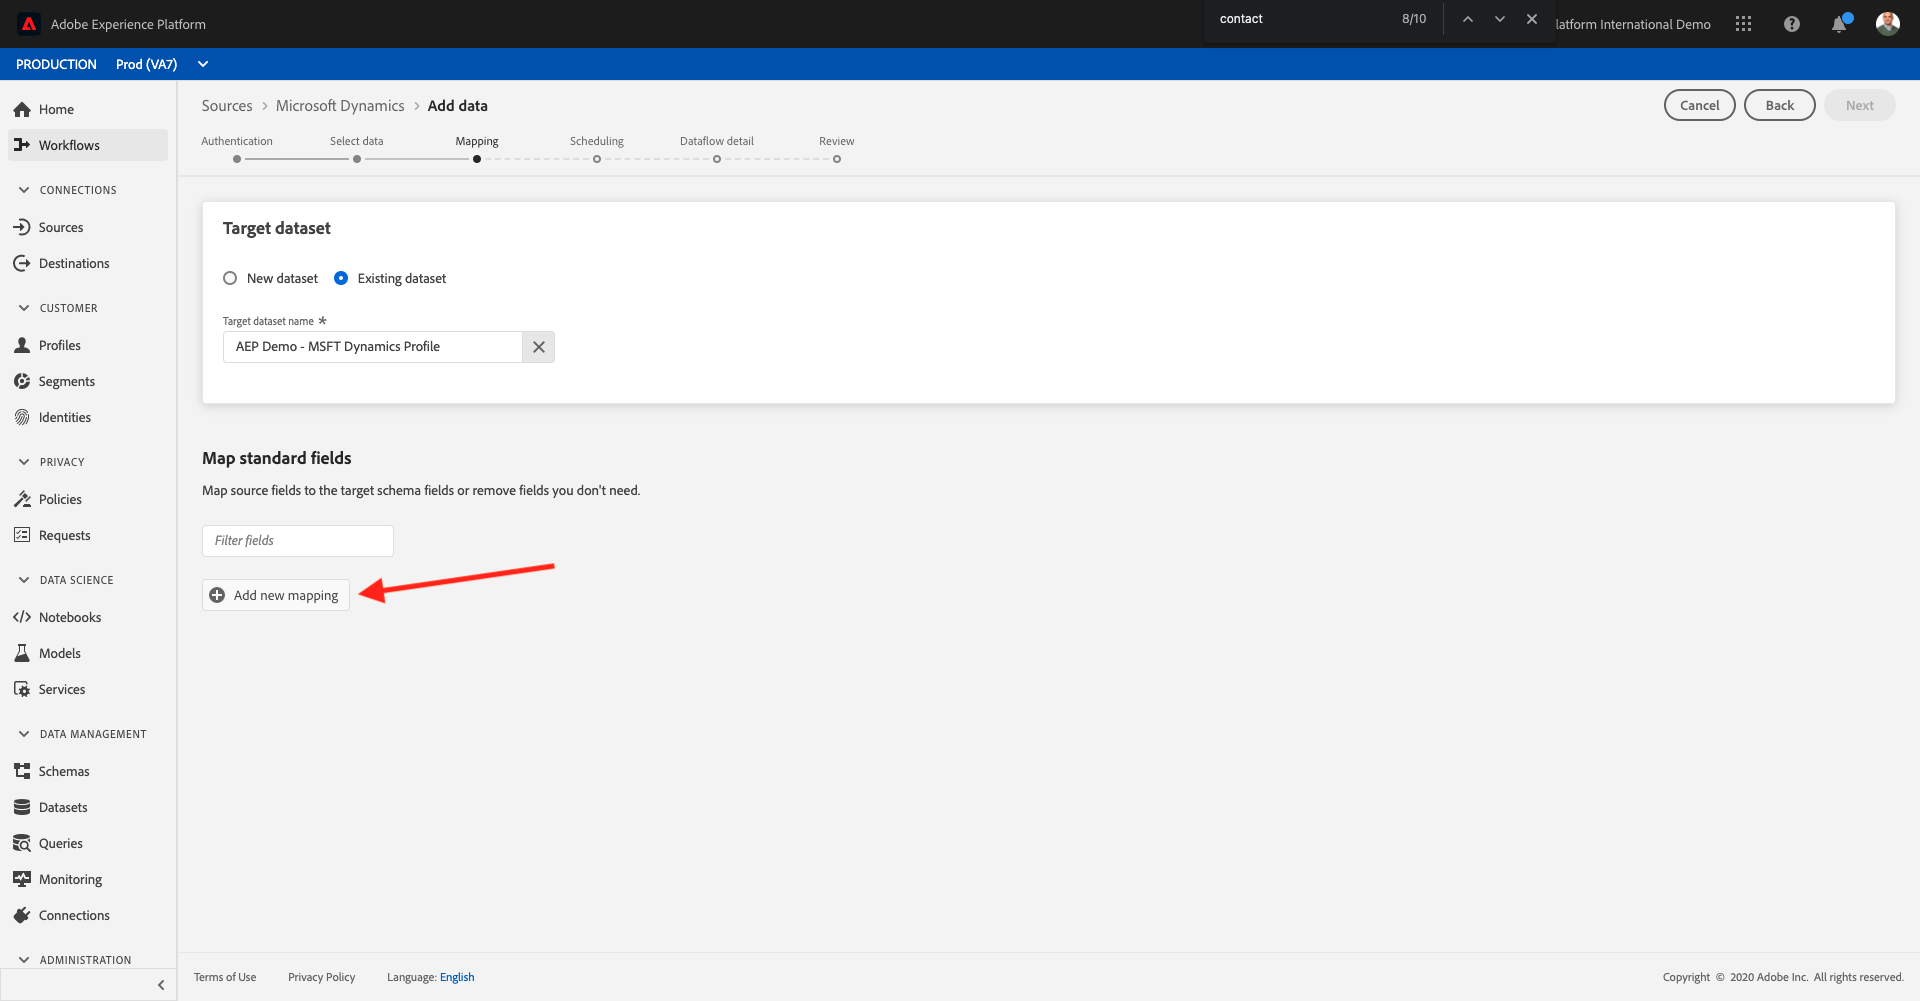 Adobe Experience Platform
contact
8/10
latform International Demo
PRODUCTION Prod (VA7)
Home
Workflows
CONNECTIONS
Sources
Destinations
CUSTOMER
Profiles
Segments
Identities
PRIVACY
Policies
Requests
DATA SCIENCE
Notebooks
Models
Services
DATA MANAGEMENT
Schemas
Datasets
Queries
Monitoring
Connections
ADMINISTRATION
Sources > Microsoft Dynamics > Add data
Cancel
Back
Next
Authentication
Select data
Mapping
Scheduling
Dataflow detail
Review
Target dataset
New dataset
Existing dataset
Target dataset name *
AEP Demo - MSFT Dynamics Profile
Map standard fields
Map source fields to the target schema fields or remove fields you don't need.
Filter fields
Add new mapping
Terms of Use
Privacy Policy
Language: English
Copyright © 2020 Adobe Inc. All rights reserved.